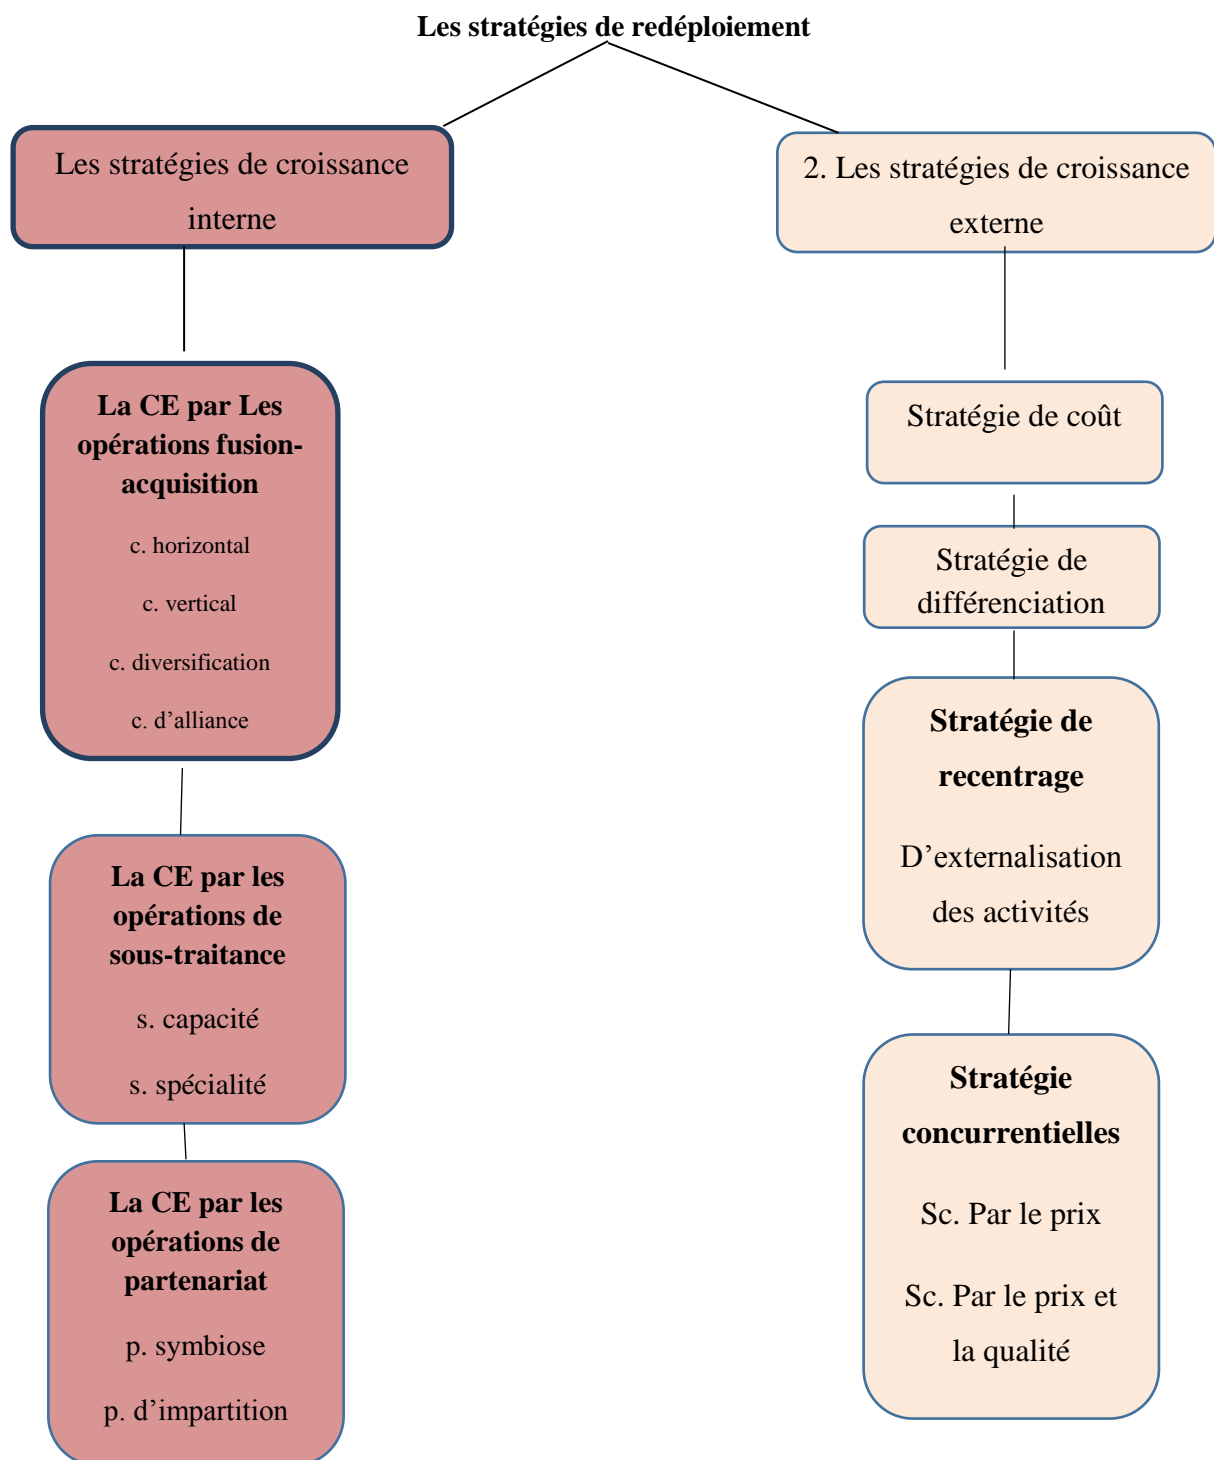 Les stratégies de redéploiement
Les stratégies de croissance
interne
La CE par Les
opérations fusion-
acquisition
c. horizontal
c. vertical
c. diversification
c. d’alliance
La CE par les
opérations de
sous-traitance
s. capacité
s. spécialité
La CE par les
opérations de
partenariat
p. symbiose
p. d’impartition
2. Les stratégies de croissance
externe
Stratégie de coût
Stratégie de
différenciation
Stratégie de
recentrage
D’externalisation
des activités
Stratégie
concurrentielles
Sc. Par le prix
Sc. Par le prix et
la qualité